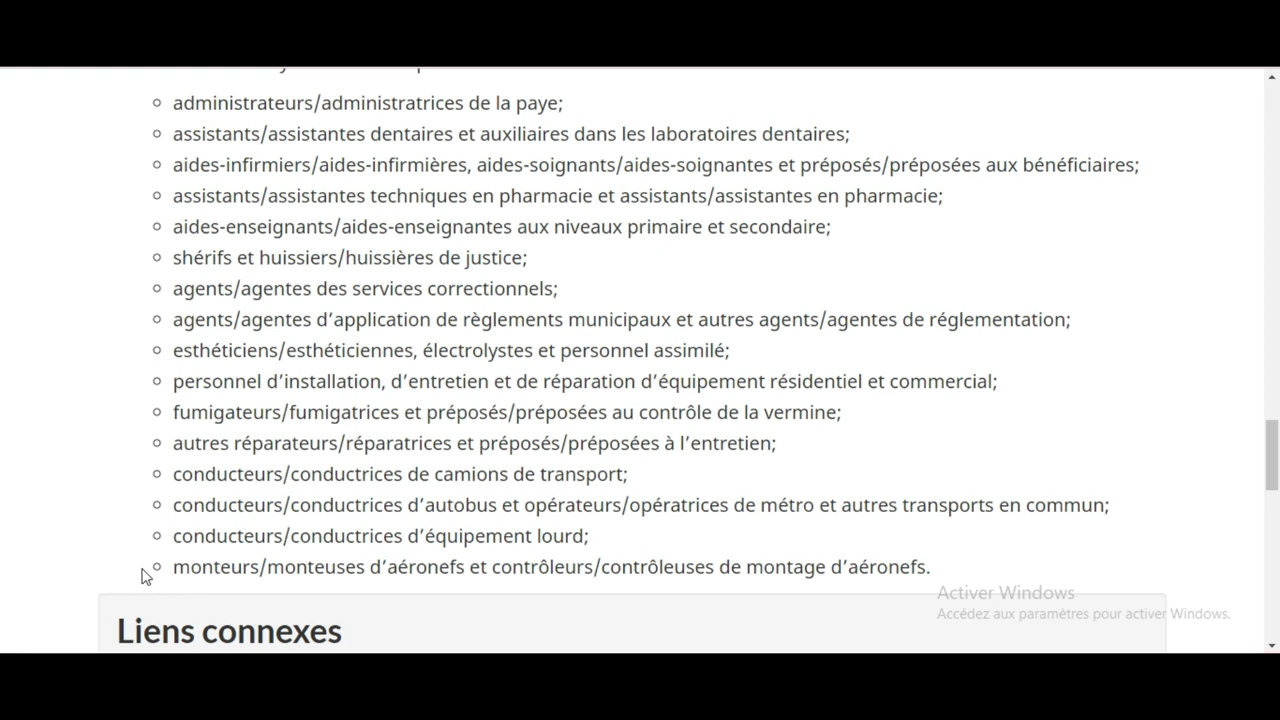 administrateurs/administratrices de la paye;
assistants/assistantes dentaires et auxiliaires dans les laboratoires dentaires;
aides-infirmiers/aides-infirmières, aides-soignants/aides-soignantes et préposés/préposées aux bénéficiaires;
assistants/assistantes techniques en pharmacie et assistants/assistantes en pharmacie;
aides-enseignants/aides-enseignantes aux niveaux primaire et secondaire;
shérifs et huissiers/huissières de justice;
agents/agentes des services correctionnels;
agents/agentes d’application de règlements municipaux et autres agents/agentes de réglementation;
esthéticiens/esthéticiennes, électrolystes et personnel assimilé;
personnel d’installation, d’entretien et de réparation d’équipement résidentiel et commercial;
fumigateurs/fumigatrices et préposés/préposées au contrôle de la vermine;
autres réparateurs/réparatrices et préposés/préposées à l’entretien;
conducteurs/conductrices de camions de transport;
conducteurs/conductrices d’autobus et opérateurs/opératrices de métro et autres transports en commun;
conducteurs/conductrices d’équipement lourd;
monteurs/monteuses d’aéronefs et contrôleurs/contrôleuses de montage d’aéronefs.
Activer Windows
Accédez aux paramètres pour activer Windows.
Liens connexes